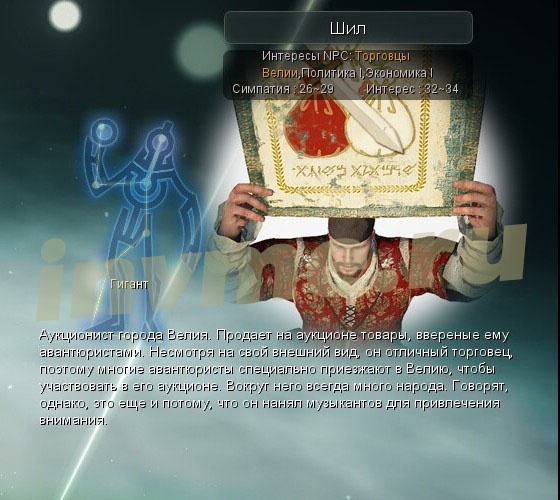 Шил
Интересы NPC: Торговцы
Велии,Политика I,Экономика I
Симпатия : 26~29 Интерес : 32~34
Гигант
Аукционист города Велия. Продает на аукционе товары, ввереные ему
авантюристами. Несмотря на свой внешний вид, он отличный торговец,
поэтому многие авантюристы специально приезжают в Велию, чтобы
участвовать в его аукционе. Вокруг него всегда много народа. Говорят,
однако, это еще и потому, что он нанял музыкантов для привлечения
внимания.